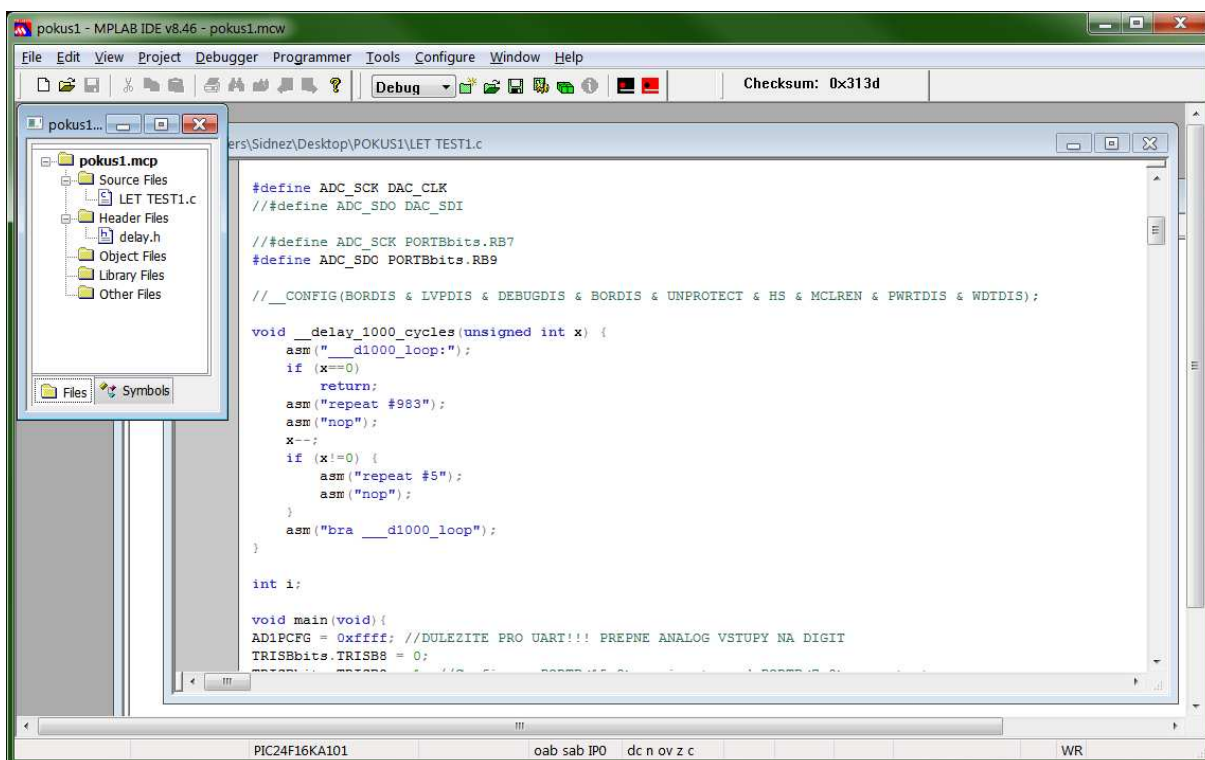 pokus1 - MPLAB IDE v8.46 - pokus1.mcw
File Edit View Project Debugger Programmer Tools Configure Window Help
Debug
Checksum: 0x313d
pokus1...
pokus1.mcp
Source Files
LET TEST1.c
Header Files
delay.h
Object Files
Library Files
Other Files
Files Symbols
ers\Sidnez\Desktop\POKUS1\LET TEST1.c
#define ADC_SCK DAC_CLK
//#define ADC_SDO DAC_SDI
//#define ADC_SCK PORTBbits.RB7
#define ADC_SDO PORTBbits.RB9
//__CONFIG(BORDIS & LVPDIS & DEBUGDIS & BORDIS & UNPROTECT & HS & MCLREN & PWRTDIS & WDTDIS);
void __delay_1000_cycles(unsigned int x) {
asm("___d1000_loop:");
if (x==0)
return;
asm("repeat #983");
asm("nop");
x--;
if (x!=0) {
asm("repeat #5");
asm("nop");
}
asm("bra ___d1000_loop");
}
int i;
void main(void){
AD1PCFG = 0xffff; //DULEZITE PRO UART!!! PREPNE ANALOG VSTUPY NA DIGIT
TRISBbits.TRISB8 = 0;
PIC24F16KA101 oab sab IP0 dc n ov z c WR